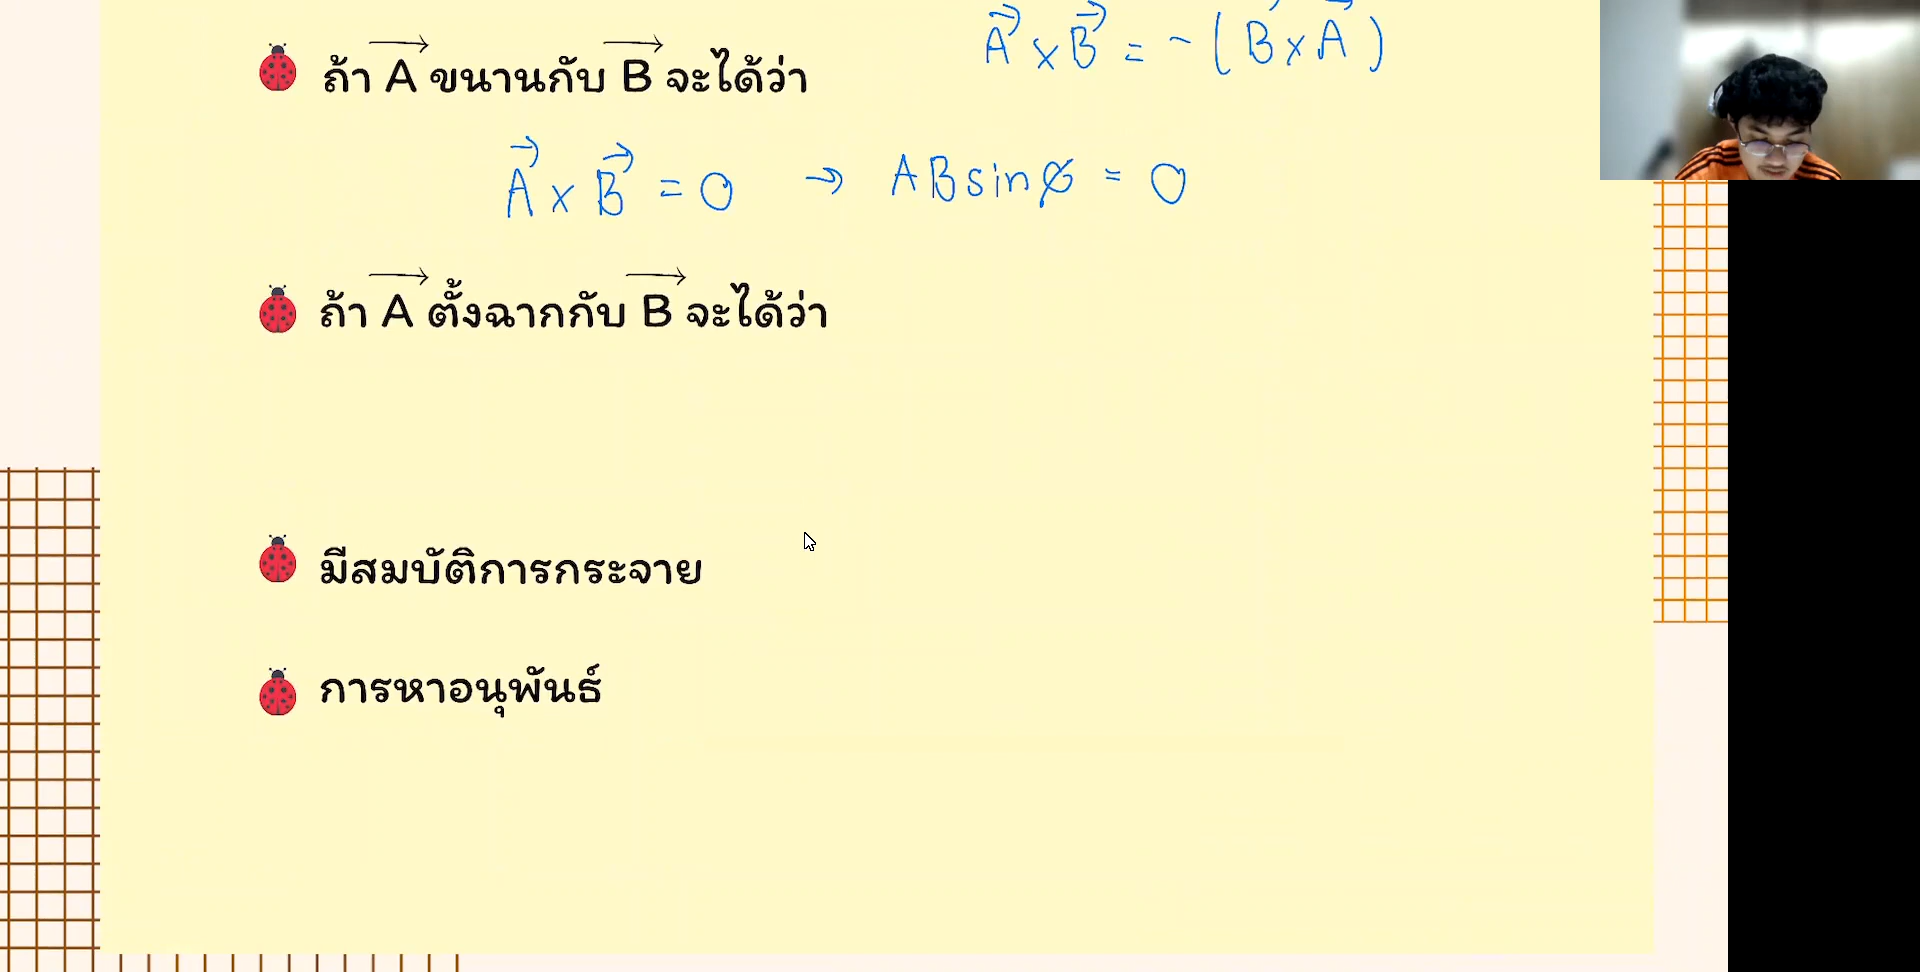 A⃗ × B⃗ = -( B⃗ × A⃗ )
ถ้า A⃗ ขนานกับ B⃗ จะได้ว่า
A⃗ × B⃗ = 0 → AB sin ø = 0
ถ้า A⃗ ตั้งฉากกับ B⃗ จะได้ว่า
มีสมบัติการกระจาย
การหาอนุพันธ์